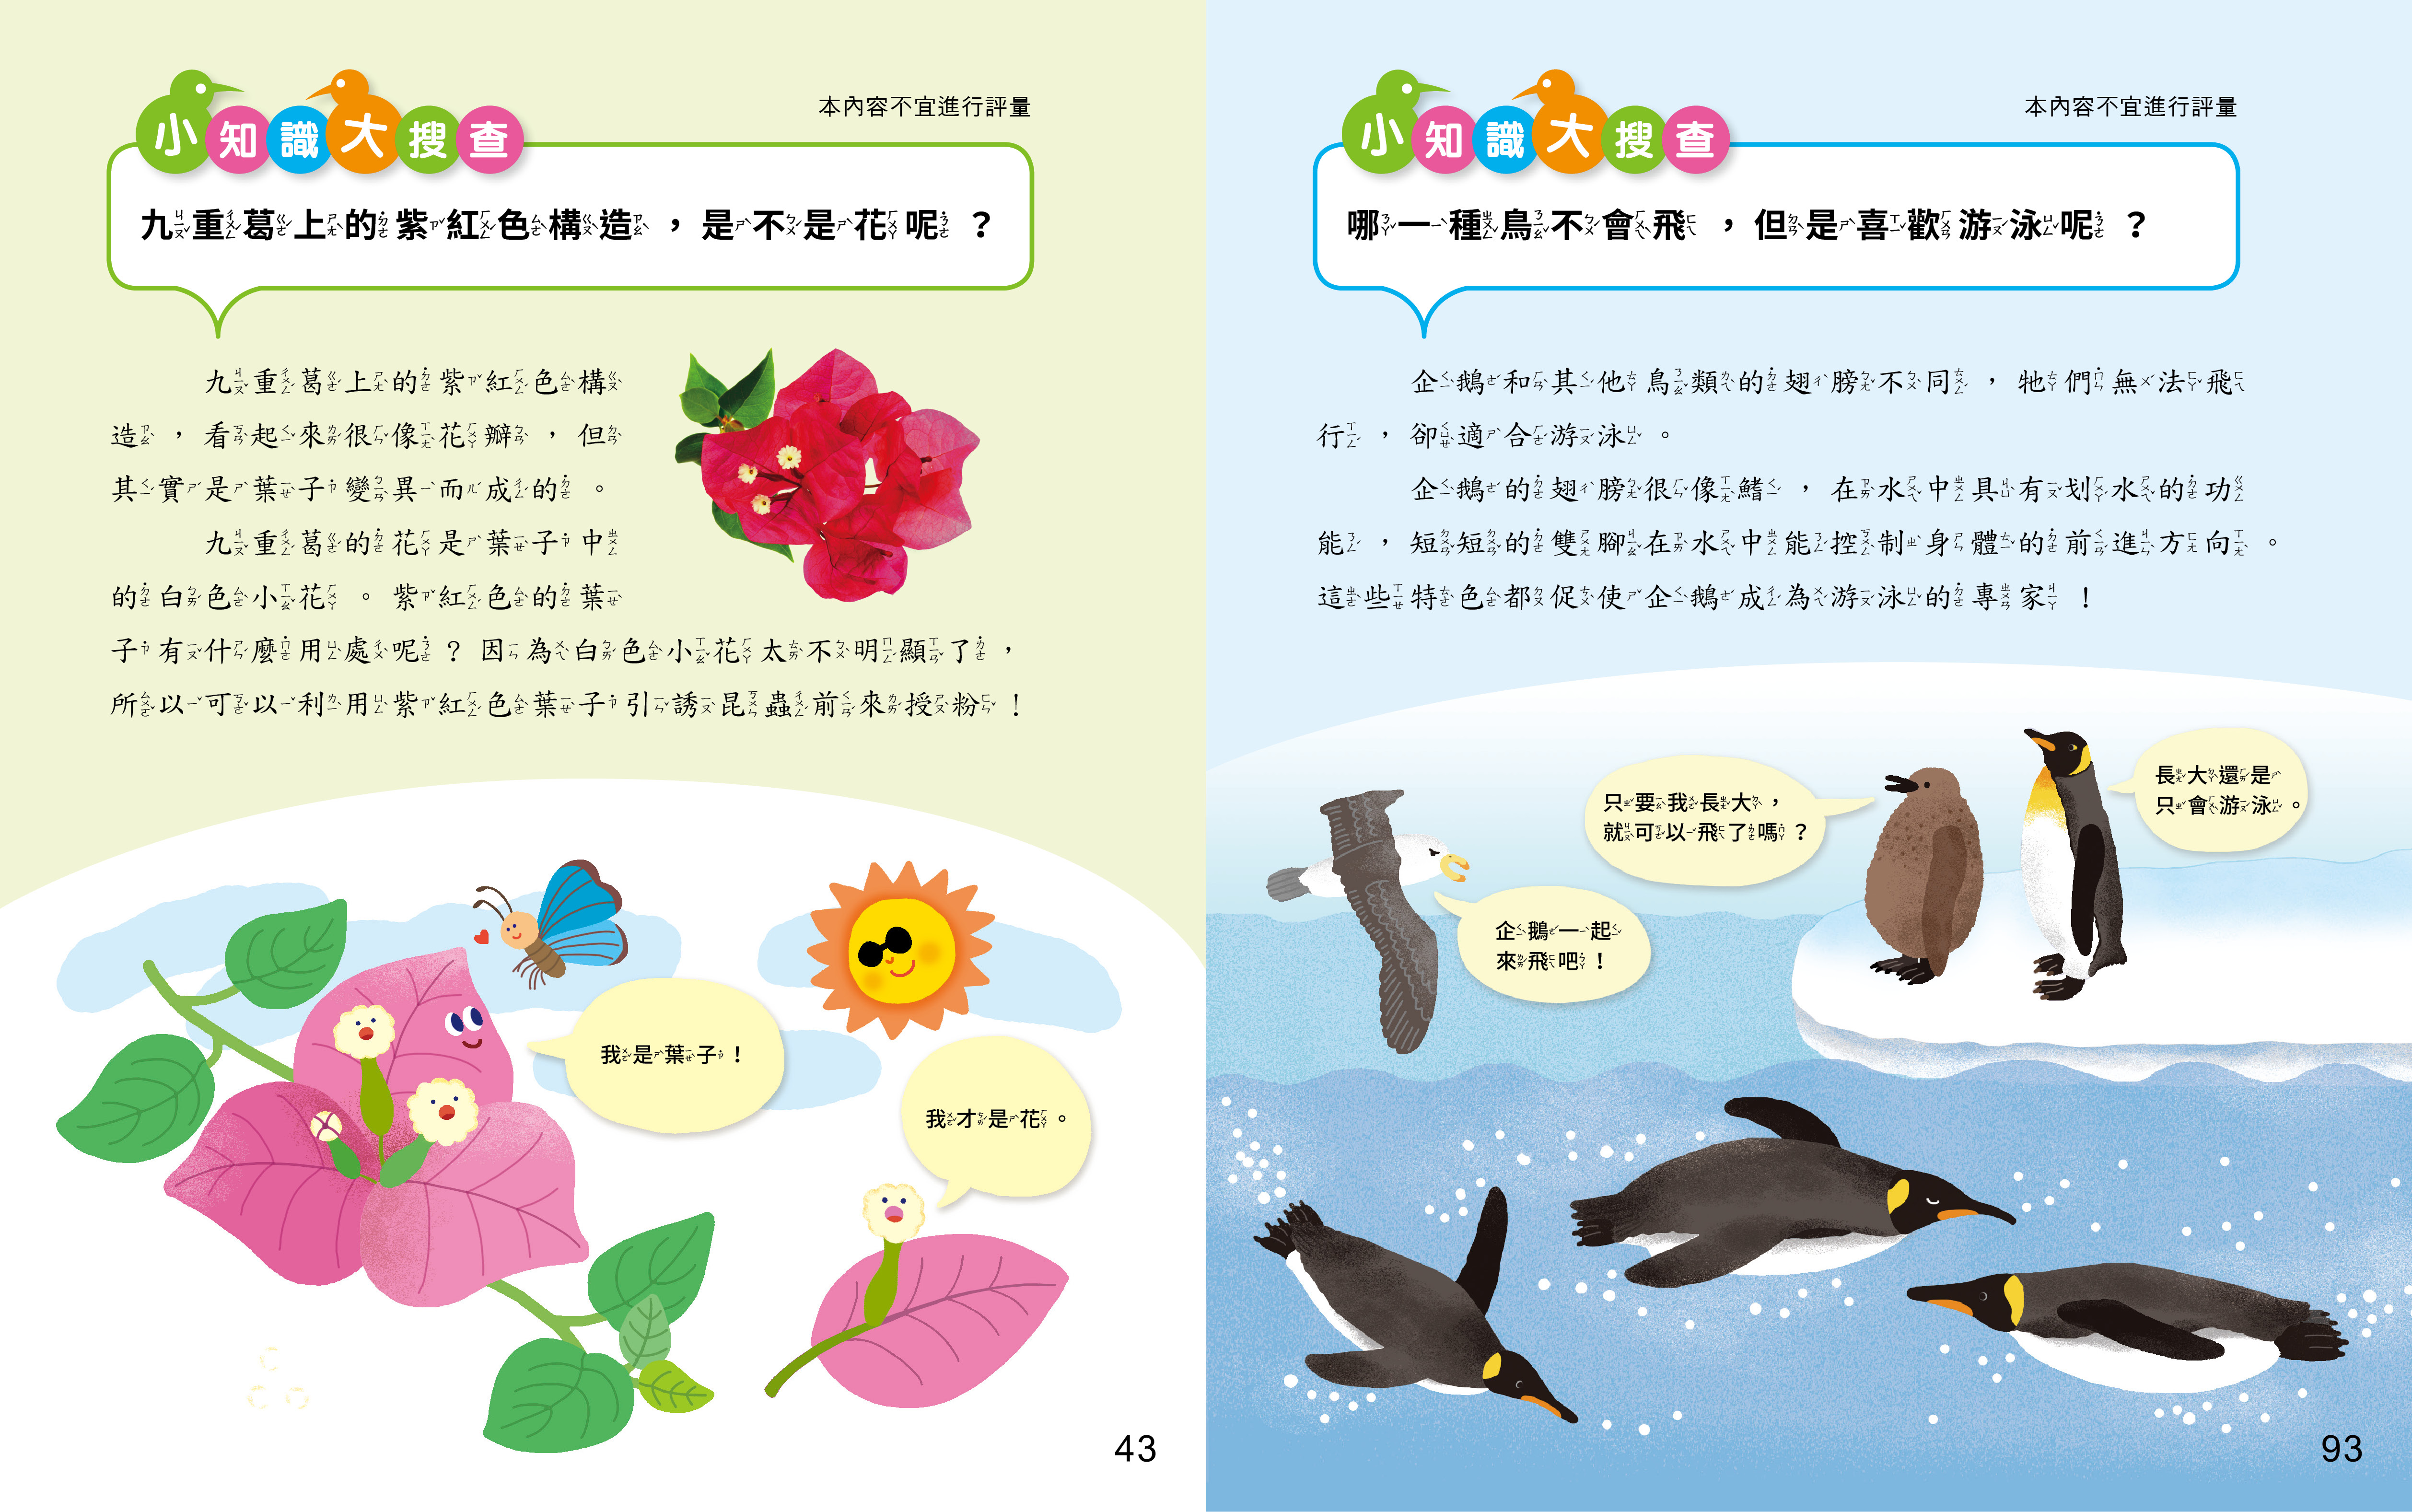 小知識大搜查
本內容不宜進行評量
九重葛上的紫紅色構造，是不是花呢？
九重葛上的紫紅色構
造，看起來很像花瓣，但
其實是葉子變異而成的。
九重葛的花是葉子中
的白色小花。紫紅色的葉
子有什麼用處呢？因為白色小花太不明顯了，
所以可以利用紫紅色葉子引誘昆蟲前來授粉！
我是葉子！
我才是花。
43
小知識大搜查
本內容不宜進行評量
哪一種鳥不會飛，但是喜歡游泳呢？
企鵝和其他鳥類的翅膀不同，牠們無法飛
行，卻適合游泳。
企鵝的翅膀很像鰭，在水中具有划水的功
能，短短的雙腳在水中能控制身體的前進方向。
這些特色都促使企鵝成為游泳的專家！
只要我長大，
就可以飛了嗎？
長大還是
只會游泳。
企鵝一起
來飛吧！
93